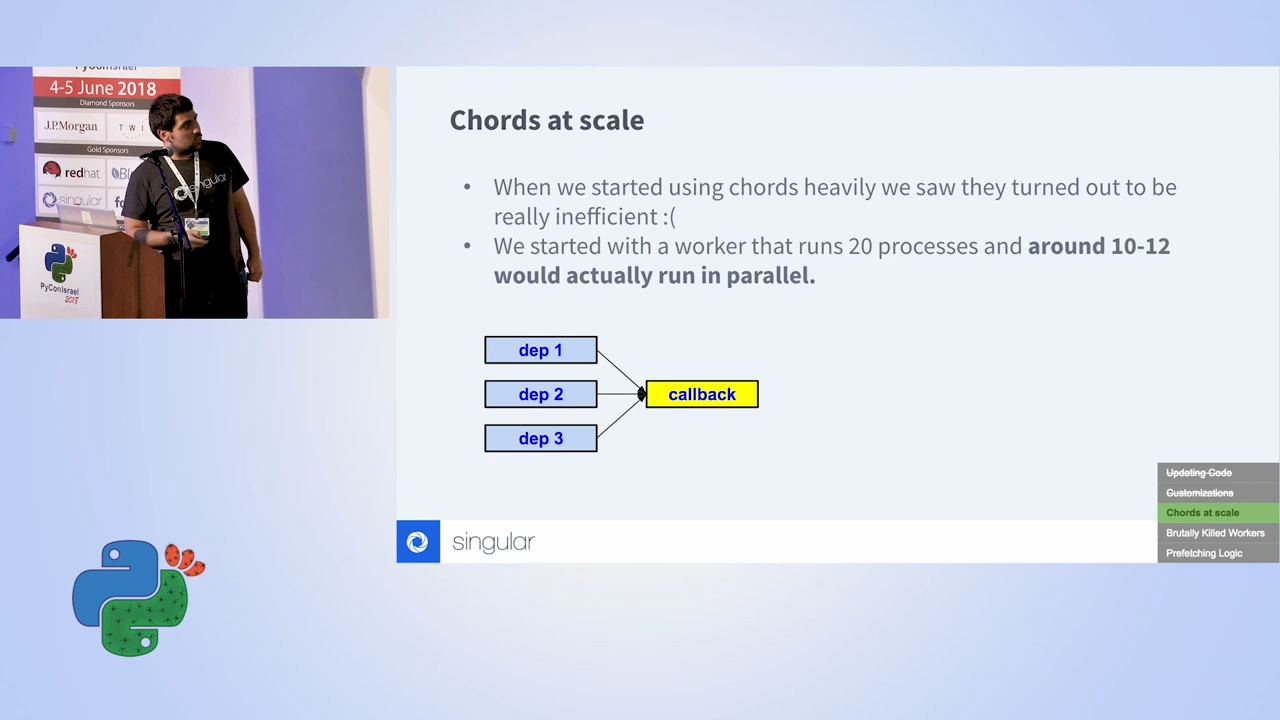 4-5 June 2018
Diamond Sponsors
J.P.Morgan
Gold Sponsors
redhat.
singular
singular
PyConIsrael
2018
Chords at scale
• When we started using chords heavily we saw they turned out to be
really inefficient :(
• We started with a worker that runs 20 processes and around 10-12
would actually run in parallel.
dep 1
dep 2
dep 3
callback
Updating Code
Customizations
Chords at scale
Brutally Killed Workers
Prefetching Logic
singular